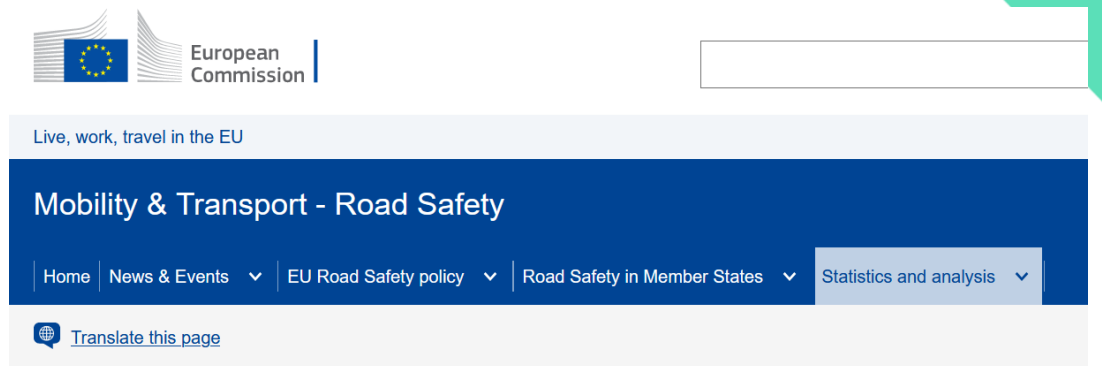 European
Commission
Live, work, travel in the EU
Mobility & Transport - Road Safety
Home News & Events EU Road Safety policy Road Safety in Member States Statistics and analysis
Translate this page